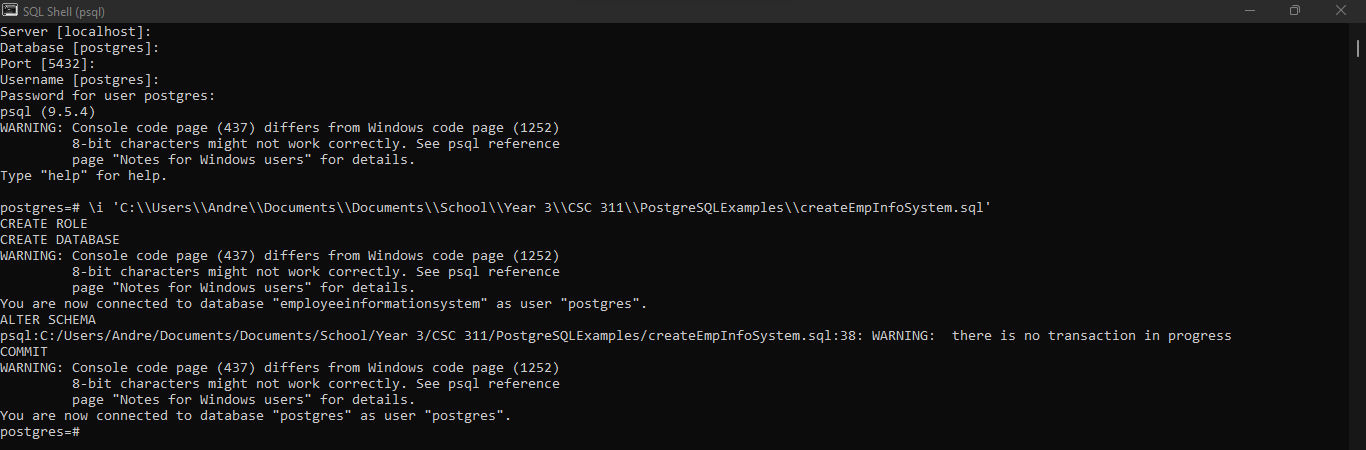 SQL Shell (psql)
Server [localhost]:
Database [postgres]:
Port [5432]:
Username [postgres]:
Password for user postgres:
psql (9.5.4)
WARNING: Console code page (437) differs from Windows code page (1252)
         8-bit characters might not work correctly. See psql reference
         page "Notes for Windows users" for details.
Type "help" for help.
postgres=# \i 'C:\\Users\\Andre\\Documents\\Documents\\School\\Year 3\\CSC 311\\PostgreSQLExamples\\createEmpInfoSystem.sql'
CREATE ROLE
CREATE DATABASE
WARNING: Console code page (437) differs from Windows code page (1252)
         8-bit characters might not work correctly. See psql reference
         page "Notes for Windows users" for details.
You are now connected to database "employeeinformationsystem" as user "postgres".
ALTER SCHEMA
psql:C:/Users/Andre/Documents/Documents/School/Year 3/CSC 311/PostgreSQLExamples/createEmpInfoSystem.sql:38: WARNING:  there is no transaction in progress
COMMIT
WARNING: Console code page (437) differs from Windows code page (1252)
         8-bit characters might not work correctly. See psql reference
         page "Notes for Windows users" for details.
You are now connected to database "postgres" as user "postgres".
postgres=#